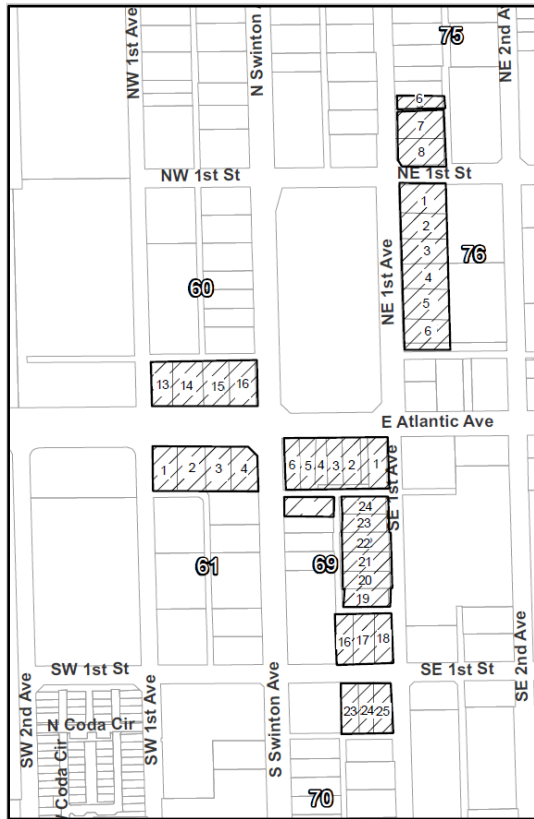 NW 1st Ave
N Swinton Ave
75
NE 2nd Ave
6
7
8
NW 1st St
NE 1st St
1
2
3
76
4
5
6
NE 1st Ave
60
13 14 15 16
E Atlantic Ave
1 2 3 4
6 5 4 3 2 1
SE 1st Ave
24
23
22
21
20
19
61
69
16 17 18
SW 1st St
SE 1st St
SW 2nd Ave
N Coda Cir
SW 1st Ave
S Swinton Ave
SE 2nd Ave
23 24 25
Coda Cir
70